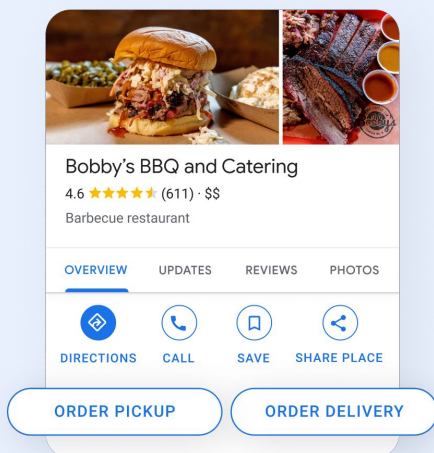 Bobby's BBQ and Catering
4.6 (611) · $$
Barbecue restaurant
OVERVIEW UPDATES REVIEWS PHOTOS
DIRECTIONS CALL SAVE SHARE PLACE
ORDER PICKUP ORDER DELIVERY